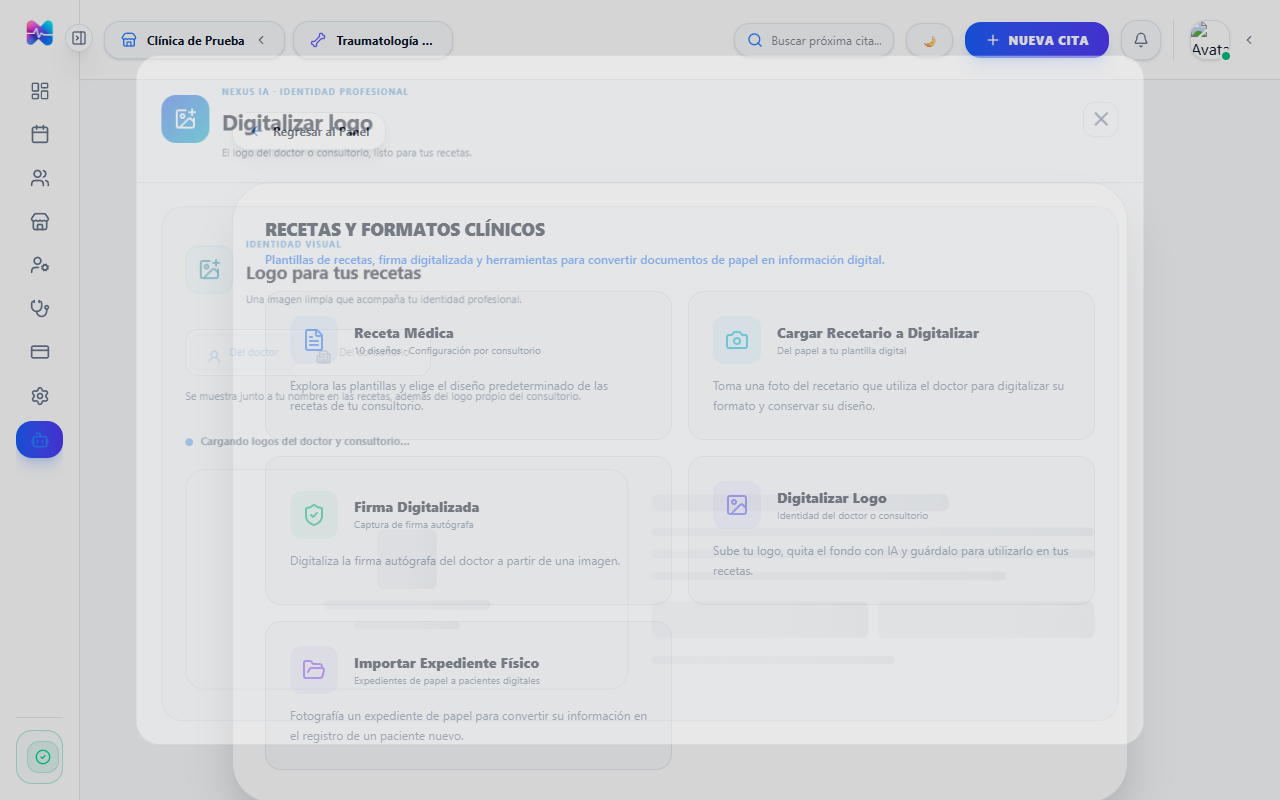 Clínica de Prueba
Traumatología ...
Buscar próxima cita...
NUEVA CITA
Avata
NEXUS IA · IDENTIDAD PROFESIONAL
Digitalizar logo
Regresar al Panel
El logo del doctor o consultorio, listo para tus recetas.
RECETAS Y FORMATOS CLÍNICOS
IDENTIDAD VISUAL
Plantillas de recetas, firma digitalizada y herramientas para convertir documentos de papel en información digital.
Logo para tus recetas
Una imagen limpia que acompaña tu identidad profesional.
Receta Médica
10 diseños · Configuración por consultorio
Del doctor
Del consultorio
Cargar Recetario a Digitalizar
Del papel a tu plantilla digital
Explora las plantillas y elige el diseño predeterminado de las
recetas de tu consultorio.
Se muestra junto a tu nombre en las recetas, además del logo propio del consultorio.
Toma una foto del recetario que utiliza el doctor para digitalizar su
formato y conservar su diseño.
Cargando logos del doctor y consultorio...
Firma Digitalizada
Captura de firma autógrafa
Digitaliza la firma autógrafa del doctor a partir de una imagen.
Digitalizar Logo
Identidad del doctor o consultorio
Sube tu logo, quita el fondo con IA y guárdalo para utilizarlo en tus
recetas.
Importar Expediente Físico
Expedientes de papel a pacientes digitales
Fotografía un expediente de papel para convertir su información en
el registro de un paciente nuevo.